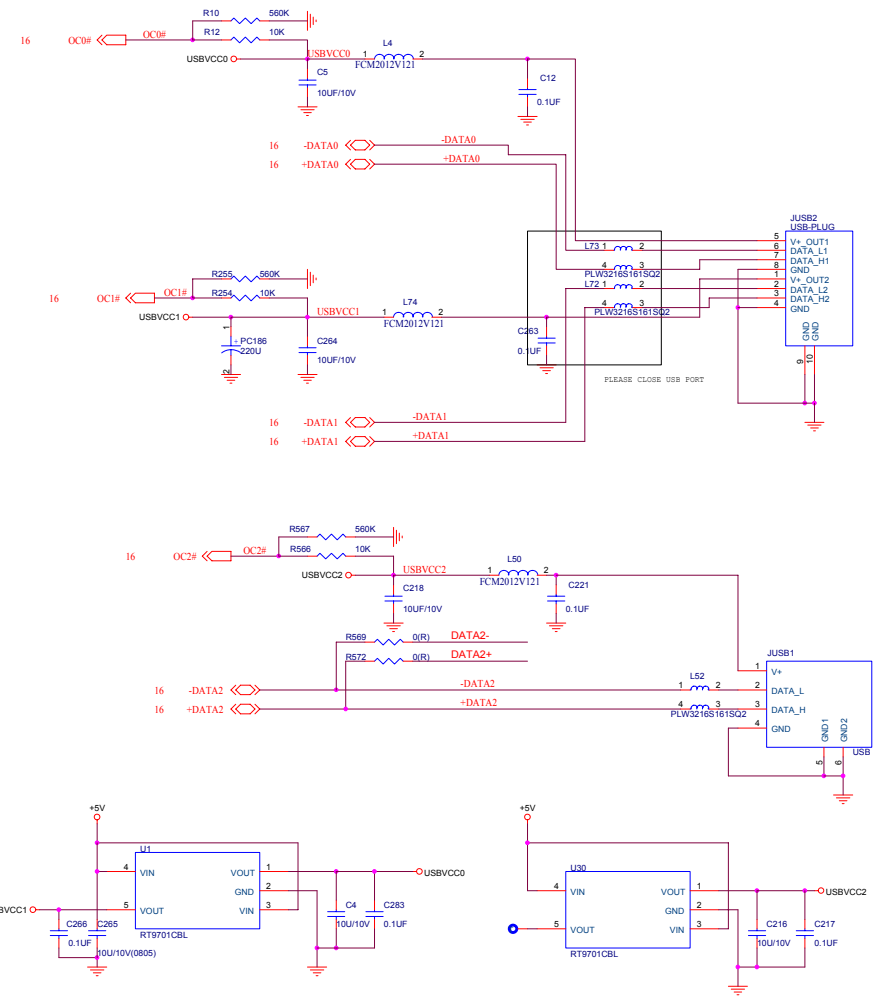 R10 560K
R12 10K
16 OC0# OC0#
USBVCC0 USBVCC0 1 L4 2
FCM2012V121
C5
10UF/10V
C12
0.1UF
16 -DATA0 -DATA0
16 +DATA0 +DATA0
JUSB2
USB-PLUG
5 V+_OUT1
6 DATA_L1
7 DATA_H1
8 GND
1 V+_OUT2
2 DATA_L2
3 DATA_H2
4 GND
GND GND
9 10
L73 1 2
4 3
PLW3216S161SQ2
L72 1 2
4 3
PLW3216S161SQ2
R255 560K
R254 10K
16 OC1# OC1#
USBVCC1 USBVCC1 1 L74 2
FCM2012V121
1
+ PC186
220U
2
C264
10UF/10V
C263
0.1UF
PLEASE CLOSE USB PORT
16 -DATA1 -DATA1
16 +DATA1 +DATA1
R567 560K
R566 10K
16 OC2# OC2#
USBVCC2 USBVCC2 1 L50 2
FCM2012V121
C218
10UF/10V
C221
0.1UF
R569 0(R) DATA2-
R572 0(R) DATA2+
16 -DATA2 -DATA2
16 +DATA2 +DATA2
L52
1 2
4 3
PLW3216S161SQ2
JUSB1
1 V+
2 DATA_L
3 DATA_H
4 GND
GND1 GND2
5 6
USB
+5V
U1
4 VIN VOUT 1
GND 2
5 VOUT VIN 3
RT9701CBL
USBVCC0
BVCC1
C266
0.1UF
C265
10U/10V(0805)
C4
10U/10V
C283
0.1UF
+5V
U30
4 VIN VOUT 1
GND 2
5 VOUT VIN 3
RT9701CBL
USBVCC2
C216
10U/10V
C217
0.1UF